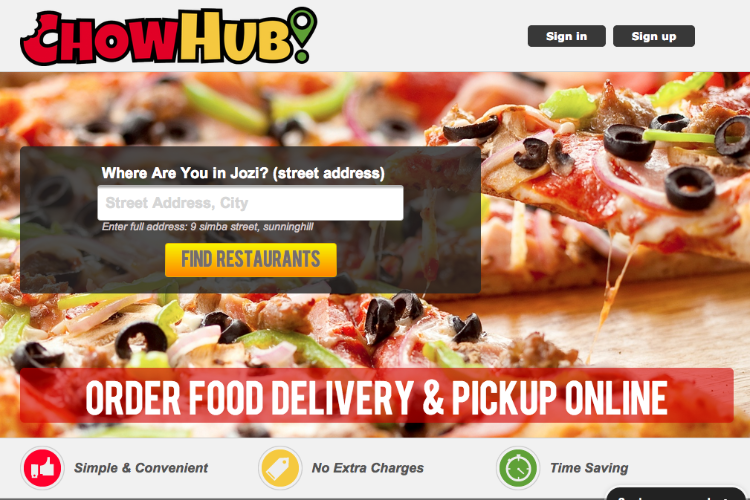 CHOWHUB!
Sign in
Sign up
Where Are You in Jozi? (street address)
Street Address, City
Enter full address: 9 simba street, sunninghill
FIND RESTAURANTS
ORDER FOOD DELIVERY & PICKUP ONLINE
Simple & Convenient
No Extra Charges
Time Saving